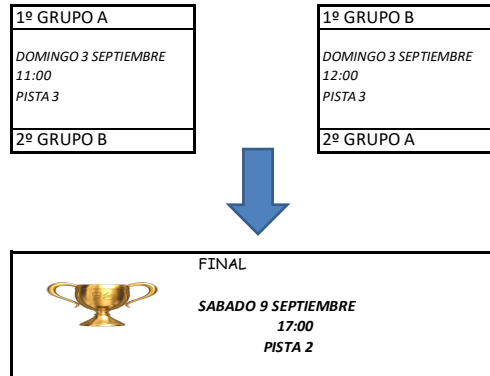 1º GRUPO A
DOMINGO 3 SEPTIEMBRE
11:00
PISTA 3
2º GRUPO B
1º GRUPO B
DOMINGO 3 SEPTIEMBRE
12:00
PISTA 3
2º GRUPO A
FINAL
SABADO 9 SEPTIEMBRE
17:00
PISTA 2